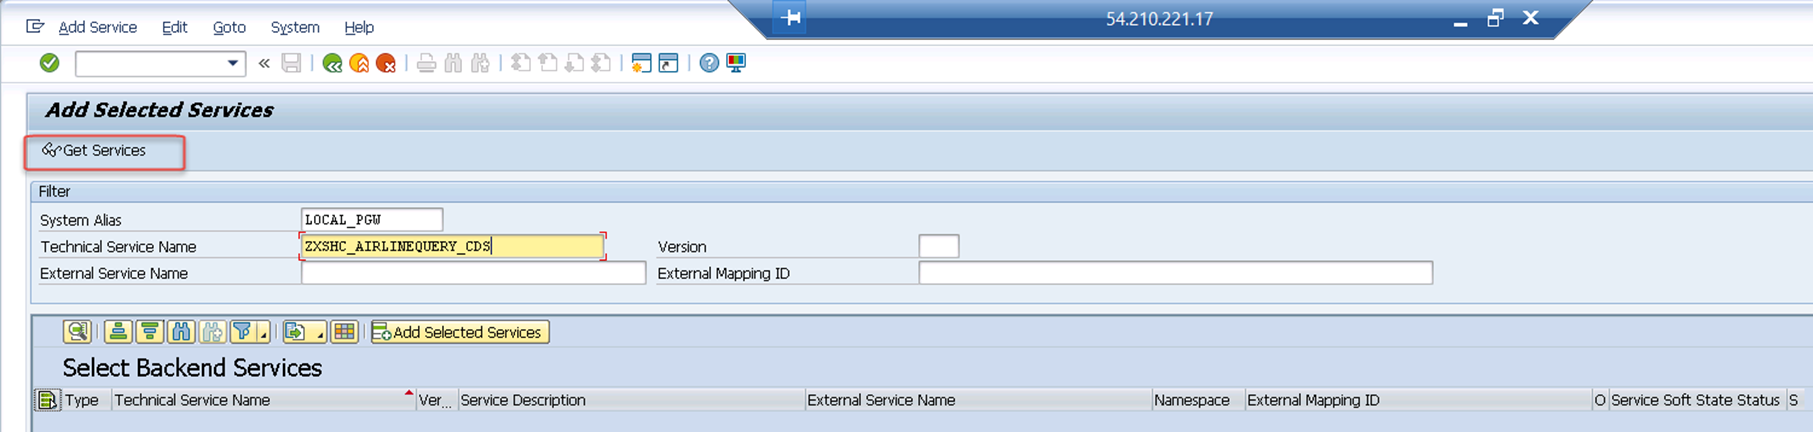 54.210.221.17
Add Service Edit Goto System Help
Add Selected Services
Get Services
Filter
System Alias LOCAL_PGW
Technical Service Name ZXSHC_AIRLINEQUERY_CDS Version
External Service Name External Mapping ID
Add Selected Services
Select Backend Services
Type Technical Service Name Ver... Service Description External Service Name Namespace External Mapping ID O Service Soft State Status S